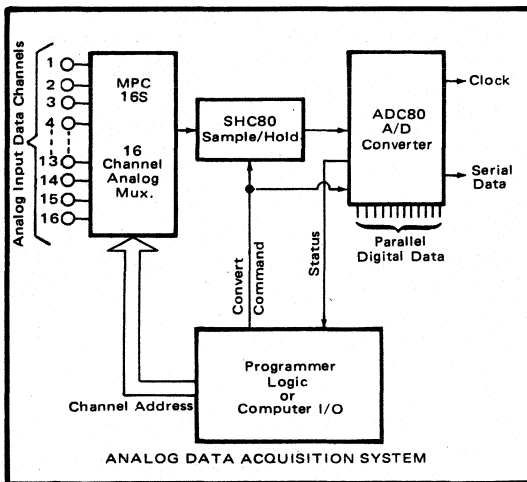 Analog Input Data Channels
1
2
3
4
13
14
15
16
MPC
16S
16
Channel
Analog
Mux.
SHC80
Sample/Hold
ADC80
A/D
Converter
Clock
Serial
Data
Parallel
Digital Data
Convert
Command
Status
Channel Address
Programmer
Logic
or
Computer I/O
ANALOG DATA ACQUISITION SYSTEM